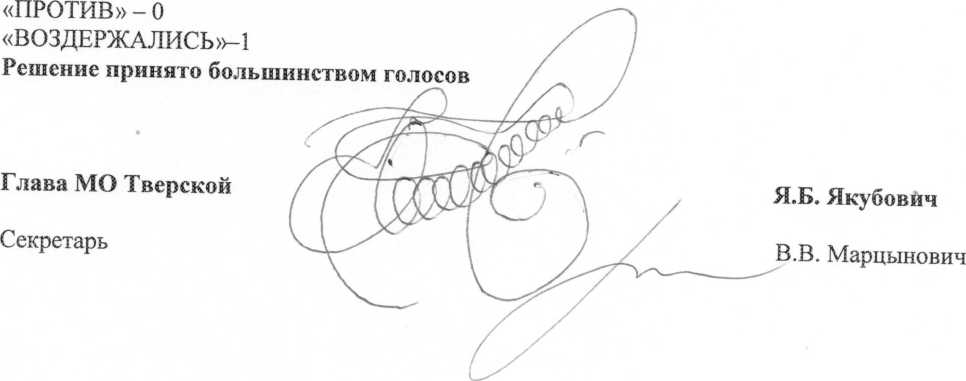 «ПРОТИВ» – 0
«ВОЗДЕРЖАЛИСЬ»–1
Решение принято большинством голосов
Глава МО Тверской Я.Б. Якубович
Секретарь В.В. Марцынович